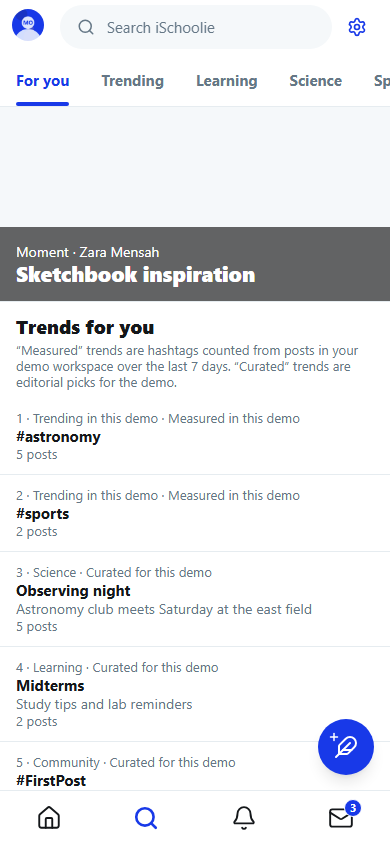 MO
Search iSchoolie
For you Trending Learning Science Sp
Moment · Zara Mensah
Sketchbook inspiration
Trends for you
“Measured” trends are hashtags counted from posts in your
demo workspace over the last 7 days. “Curated” trends are
editorial picks for the demo.
1 · Trending in this demo · Measured in this demo
#astronomy
5 posts
2 · Trending in this demo · Measured in this demo
#sports
2 posts
3 · Science · Curated for this demo
Observing night
Astronomy club meets Saturday at the east field
5 posts
4 · Learning · Curated for this demo
Midterms
Study tips and lab reminders
2 posts
5 · Community · Curated for this demo
#FirstPost
3